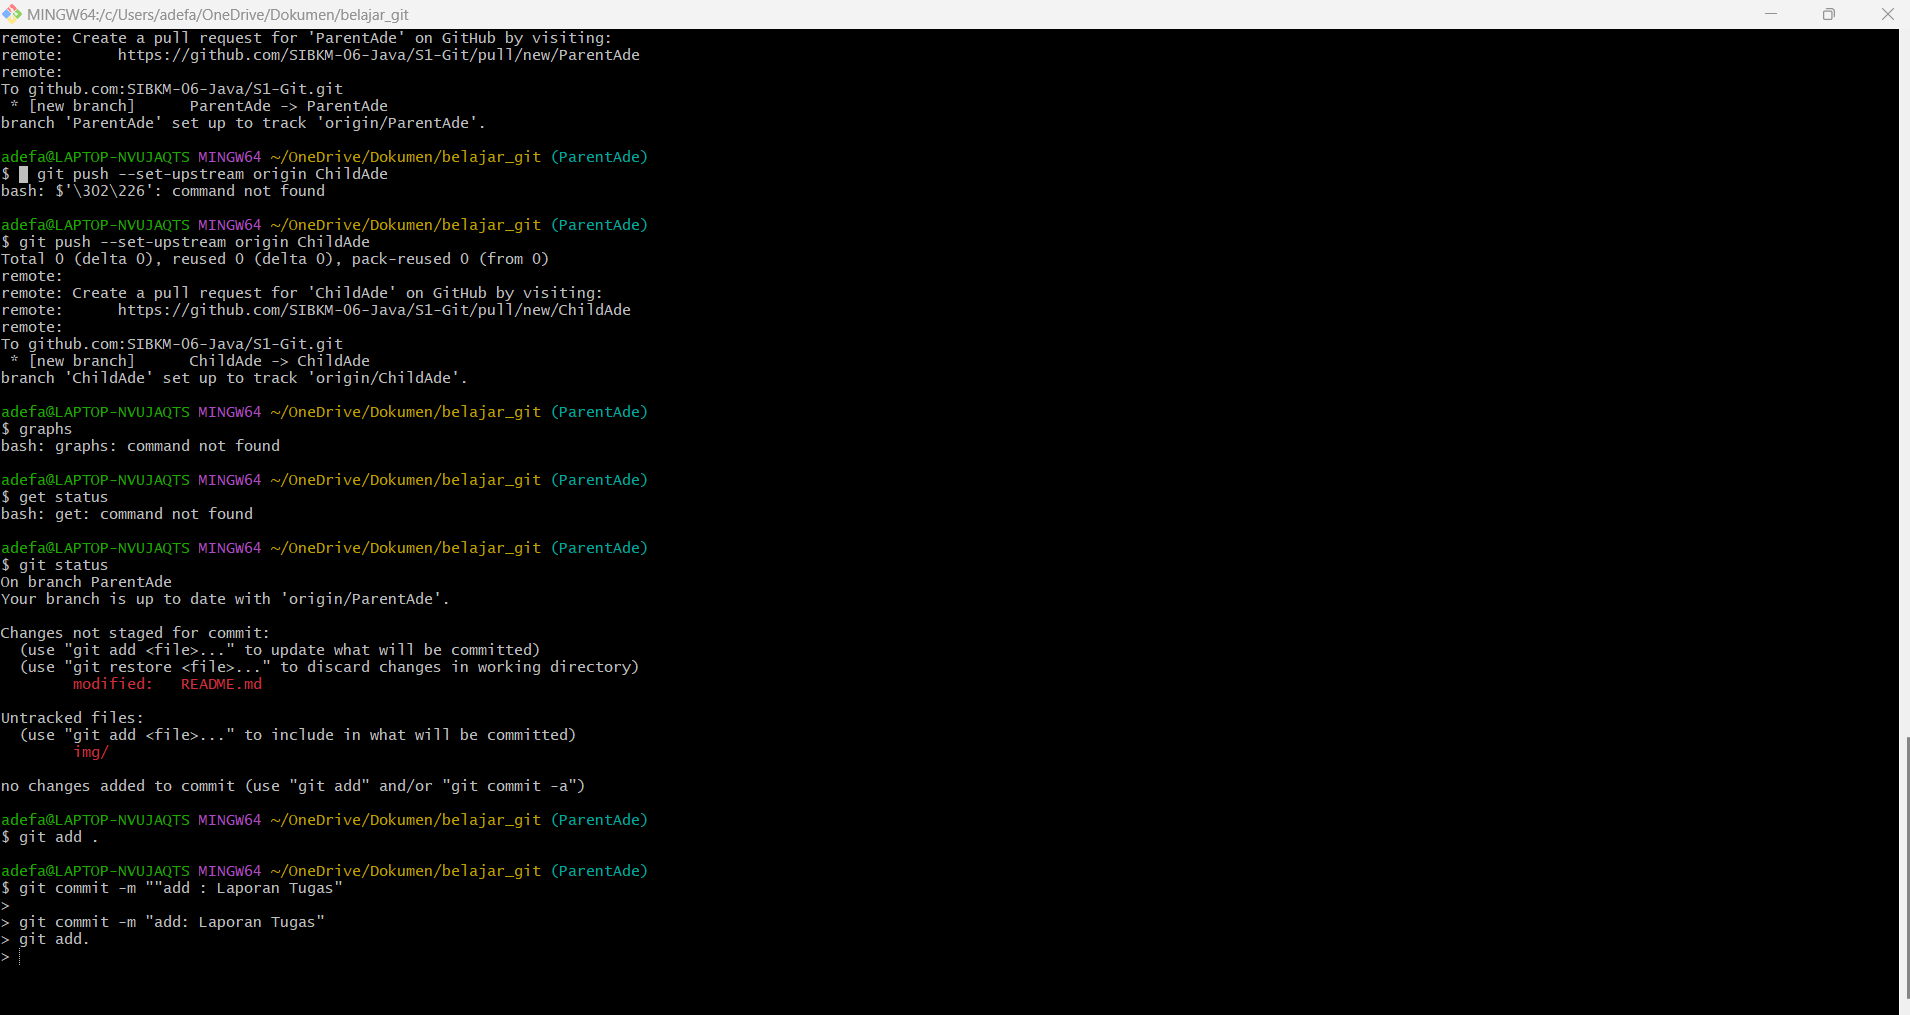 MINGW64:/c/Users/adefa/OneDrive/Dokumen/belajar_git
remote: Create a pull request for 'ParentAde' on GitHub by visiting:
remote:      https://github.com/SIBKM-06-Java/S1-Git/pull/new/ParentAde
remote:
To github.com:SIBKM-06-Java/S1-Git.git
 * [new branch]      ParentAde -> ParentAde
branch 'ParentAde' set up to track 'origin/ParentAde'.
adefa@LAPTOP-NVUJAQTS MINGW64 ~/OneDrive/Dokumen/belajar_git (ParentAde)
$ git push --set-upstream origin ChildAde
bash: $'\302\226': command not found
adefa@LAPTOP-NVUJAQTS MINGW64 ~/OneDrive/Dokumen/belajar_git (ParentAde)
$ git push --set-upstream origin ChildAde
Total 0 (delta 0), reused 0 (delta 0), pack-reused 0 (from 0)
remote:
remote: Create a pull request for 'ChildAde' on GitHub by visiting:
remote:      https://github.com/SIBKM-06-Java/S1-Git/pull/new/ChildAde
remote:
To github.com:SIBKM-06-Java/S1-Git.git
 * [new branch]      ChildAde -> ChildAde
branch 'ChildAde' set up to track 'origin/ChildAde'.
adefa@LAPTOP-NVUJAQTS MINGW64 ~/OneDrive/Dokumen/belajar_git (ParentAde)
$ graphs
bash: graphs: command not found
adefa@LAPTOP-NVUJAQTS MINGW64 ~/OneDrive/Dokumen/belajar_git (ParentAde)
$ get status
bash: get: command not found
adefa@LAPTOP-NVUJAQTS MINGW64 ~/OneDrive/Dokumen/belajar_git (ParentAde)
$ git status
On branch ParentAde
Your branch is up to date with 'origin/ParentAde'.
Changes not staged for commit:
  (use "git add <file>..." to update what will be committed)
  (use "git restore <file>..." to discard changes in working directory)
        modified:   README.md
Untracked files:
  (use "git add <file>..." to include in what will be committed)
        img/
no changes added to commit (use "git add" and/or "git commit -a")
adefa@LAPTOP-NVUJAQTS MINGW64 ~/OneDrive/Dokumen/belajar_git (ParentAde)
$ git add .
adefa@LAPTOP-NVUJAQTS MINGW64 ~/OneDrive/Dokumen/belajar_git (ParentAde)
$ git commit -m ""add : Laporan Tugas"
>
> git commit -m "add: Laporan Tugas"
> git add.
>